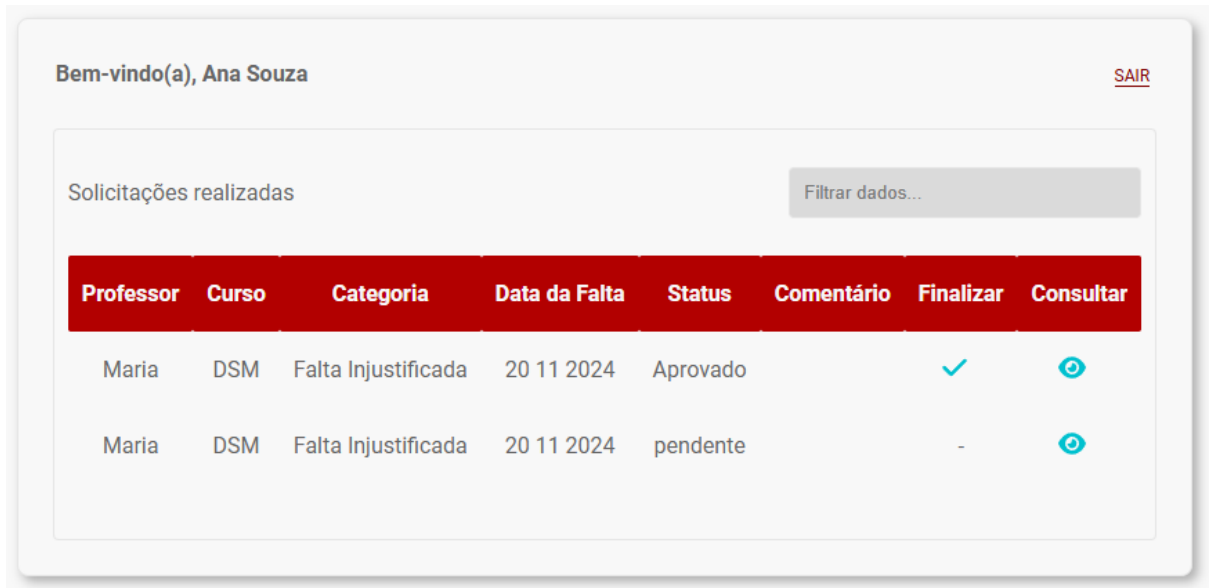 Bem-vindo(a), Ana Souza SAIR
Solicitações realizadas Filtrar dados...
Professor Curso Categoria Data da Falta Status Comentário Finalizar Consultar
Maria DSM Falta Injustificada 20 11 2024 Aprovado
Maria DSM Falta Injustificada 20 11 2024 pendente -